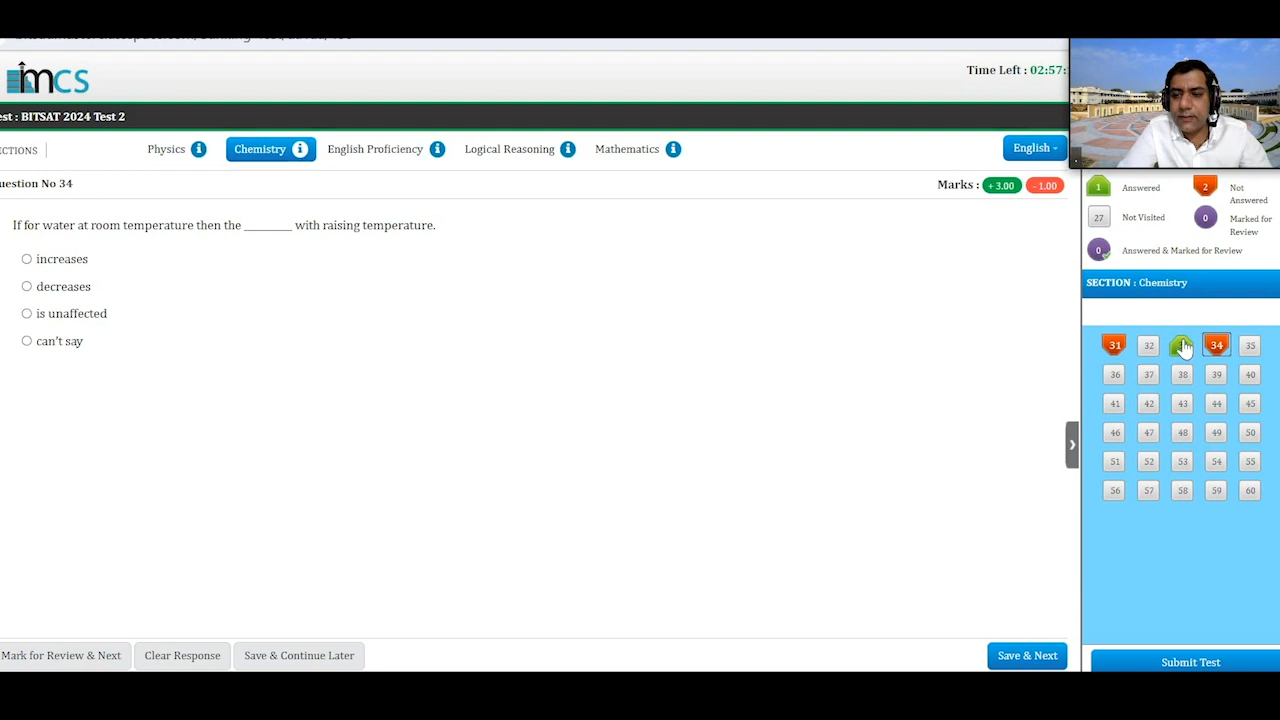 mcs
Time Left : 02:57:
est : BITSAT 2024 Test 2
CTIONS
Physics i Chemistry i English Proficiency i Logical Reasoning i Mathematics i
English
uestion No 34
Marks : + 3.00 - 1.00
If for water at room temperature then the ________ with raising temperature.
increases
decreases
is unaffected
can't say
Mark for Review & Next Clear Response Save & Continue Later Save & Next
1 Answered 2 Not Answered
27 Not Visited 0 Marked for Review
0 Answered & Marked for Review
SECTION : Chemistry
31 32 34 35
36 37 38 39 40
41 42 43 44 45
46 47 48 49 50
51 52 53 54 55
56 57 58 59 60
Submit Test